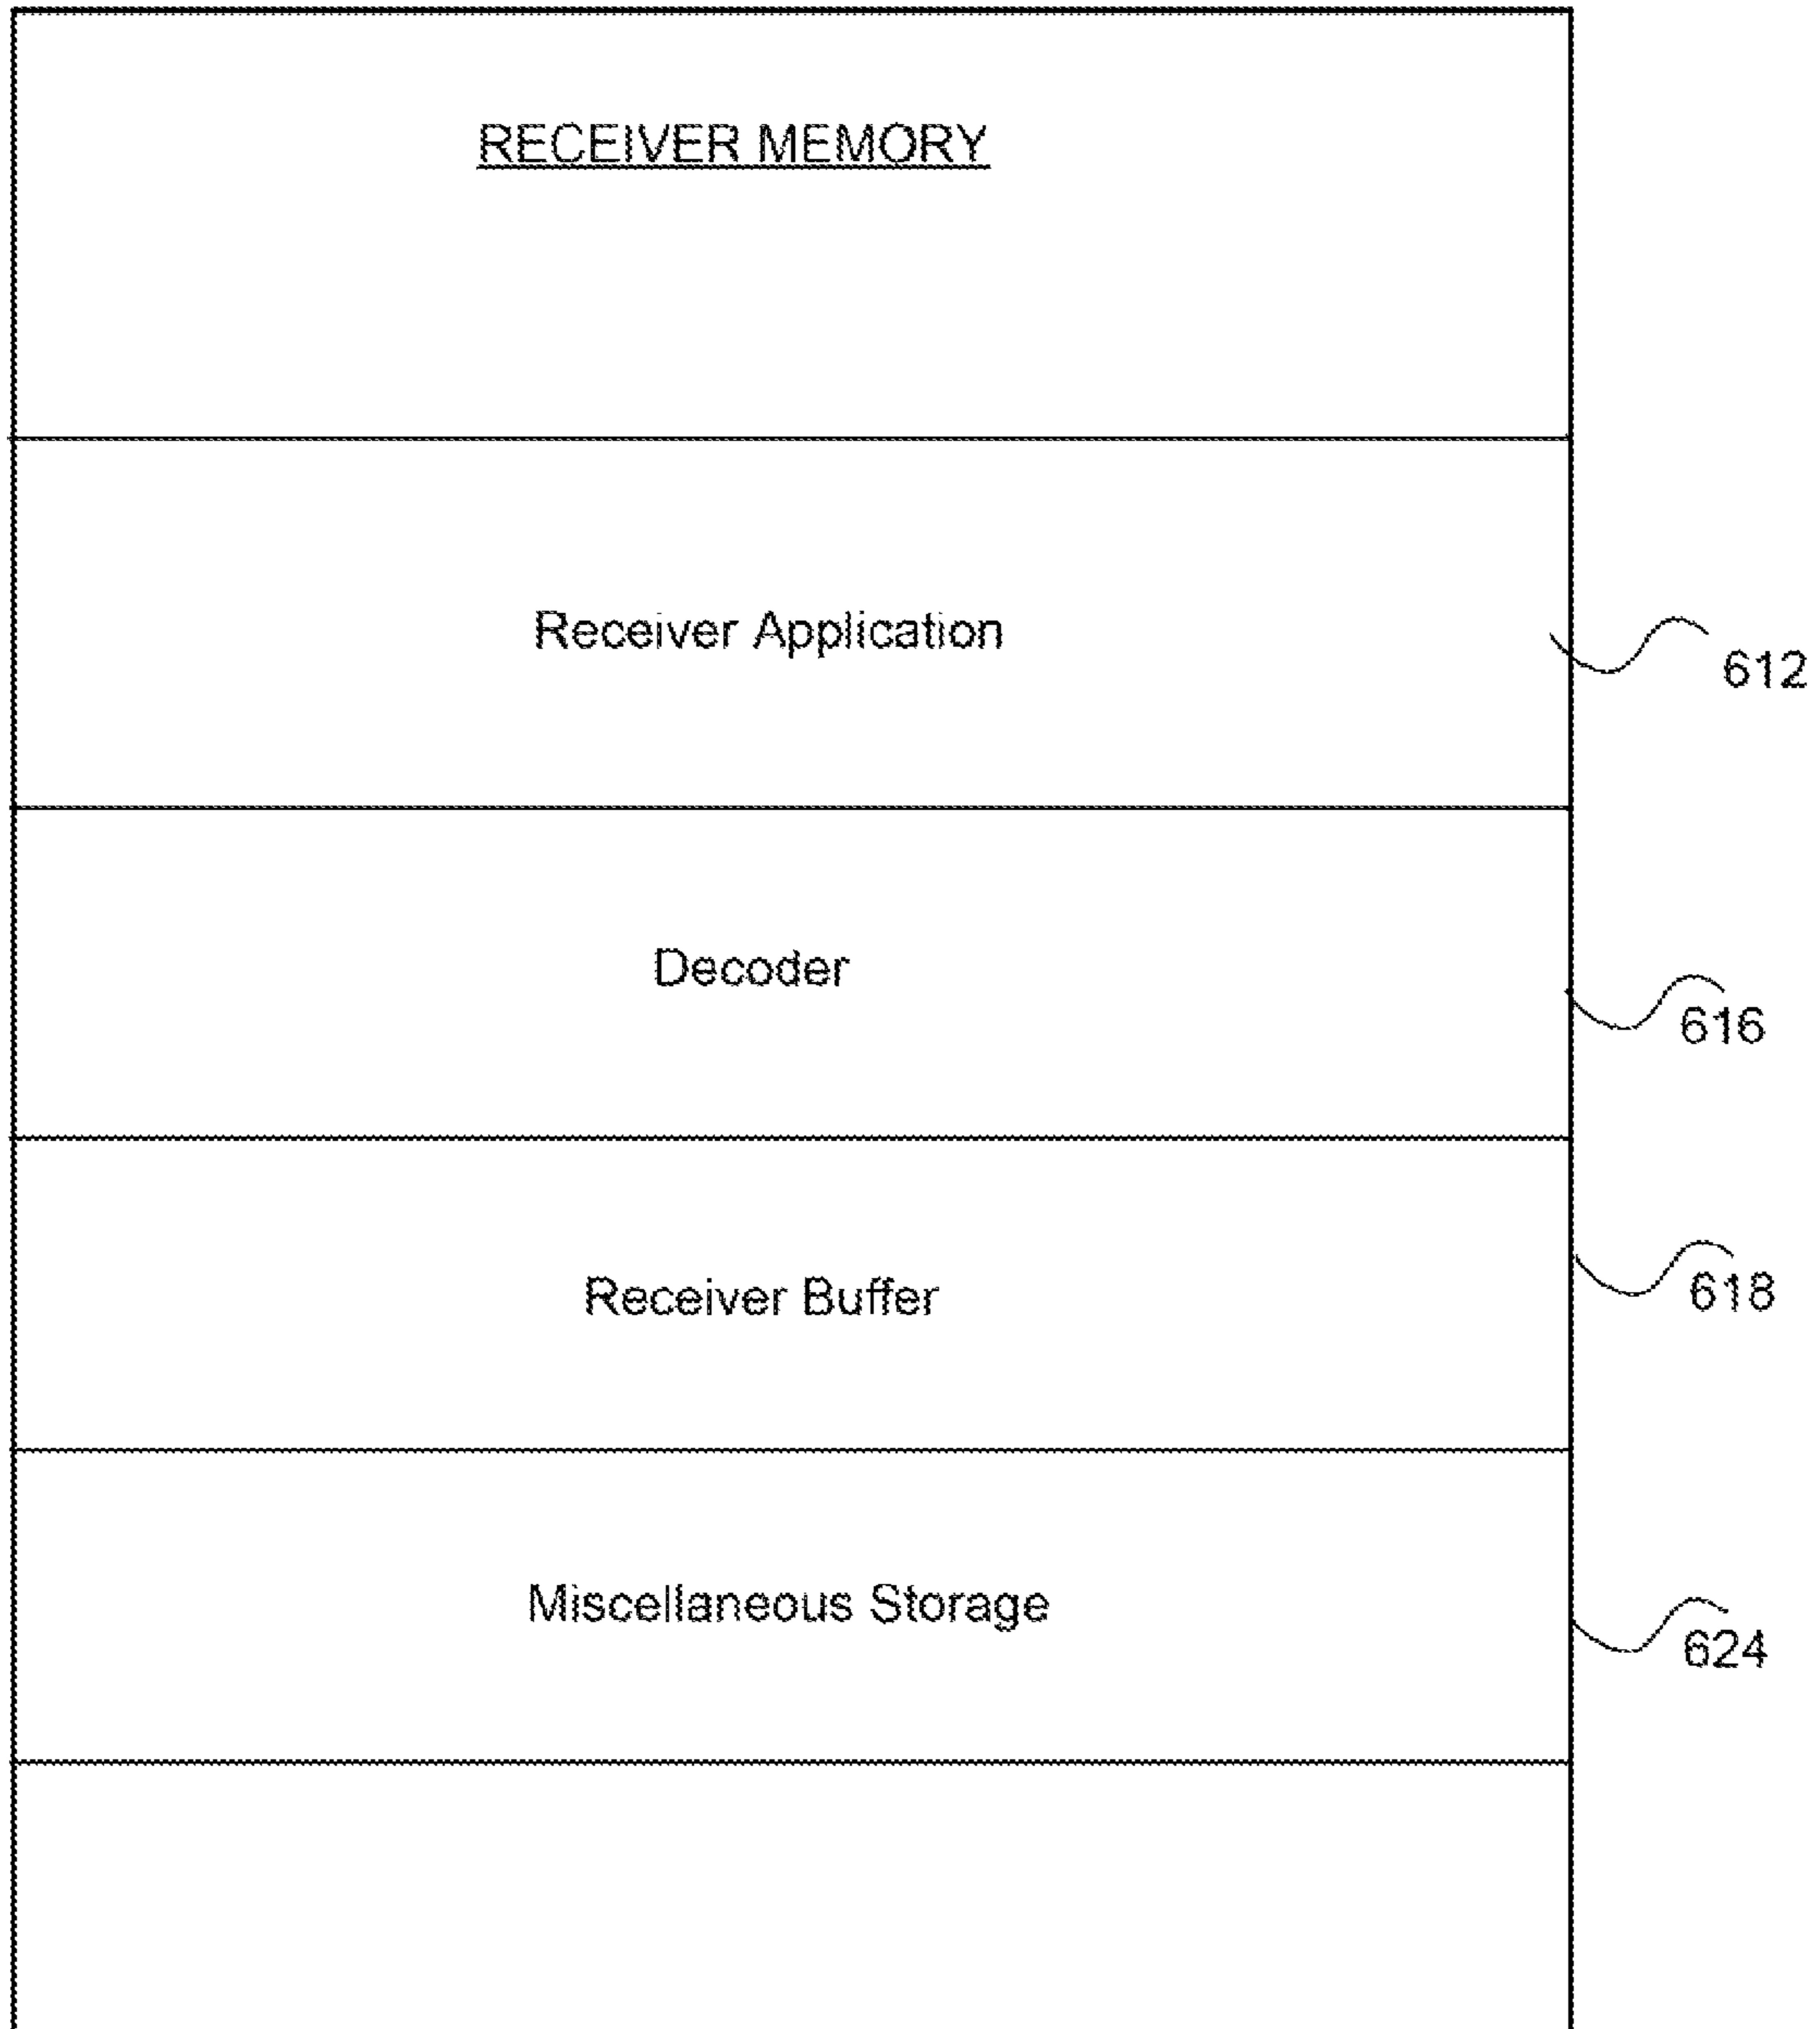 RECEIVER MEMORY
Receiver Application
612
Decoder
616
Receiver Buffer
618
Miscellaneous Storage
624